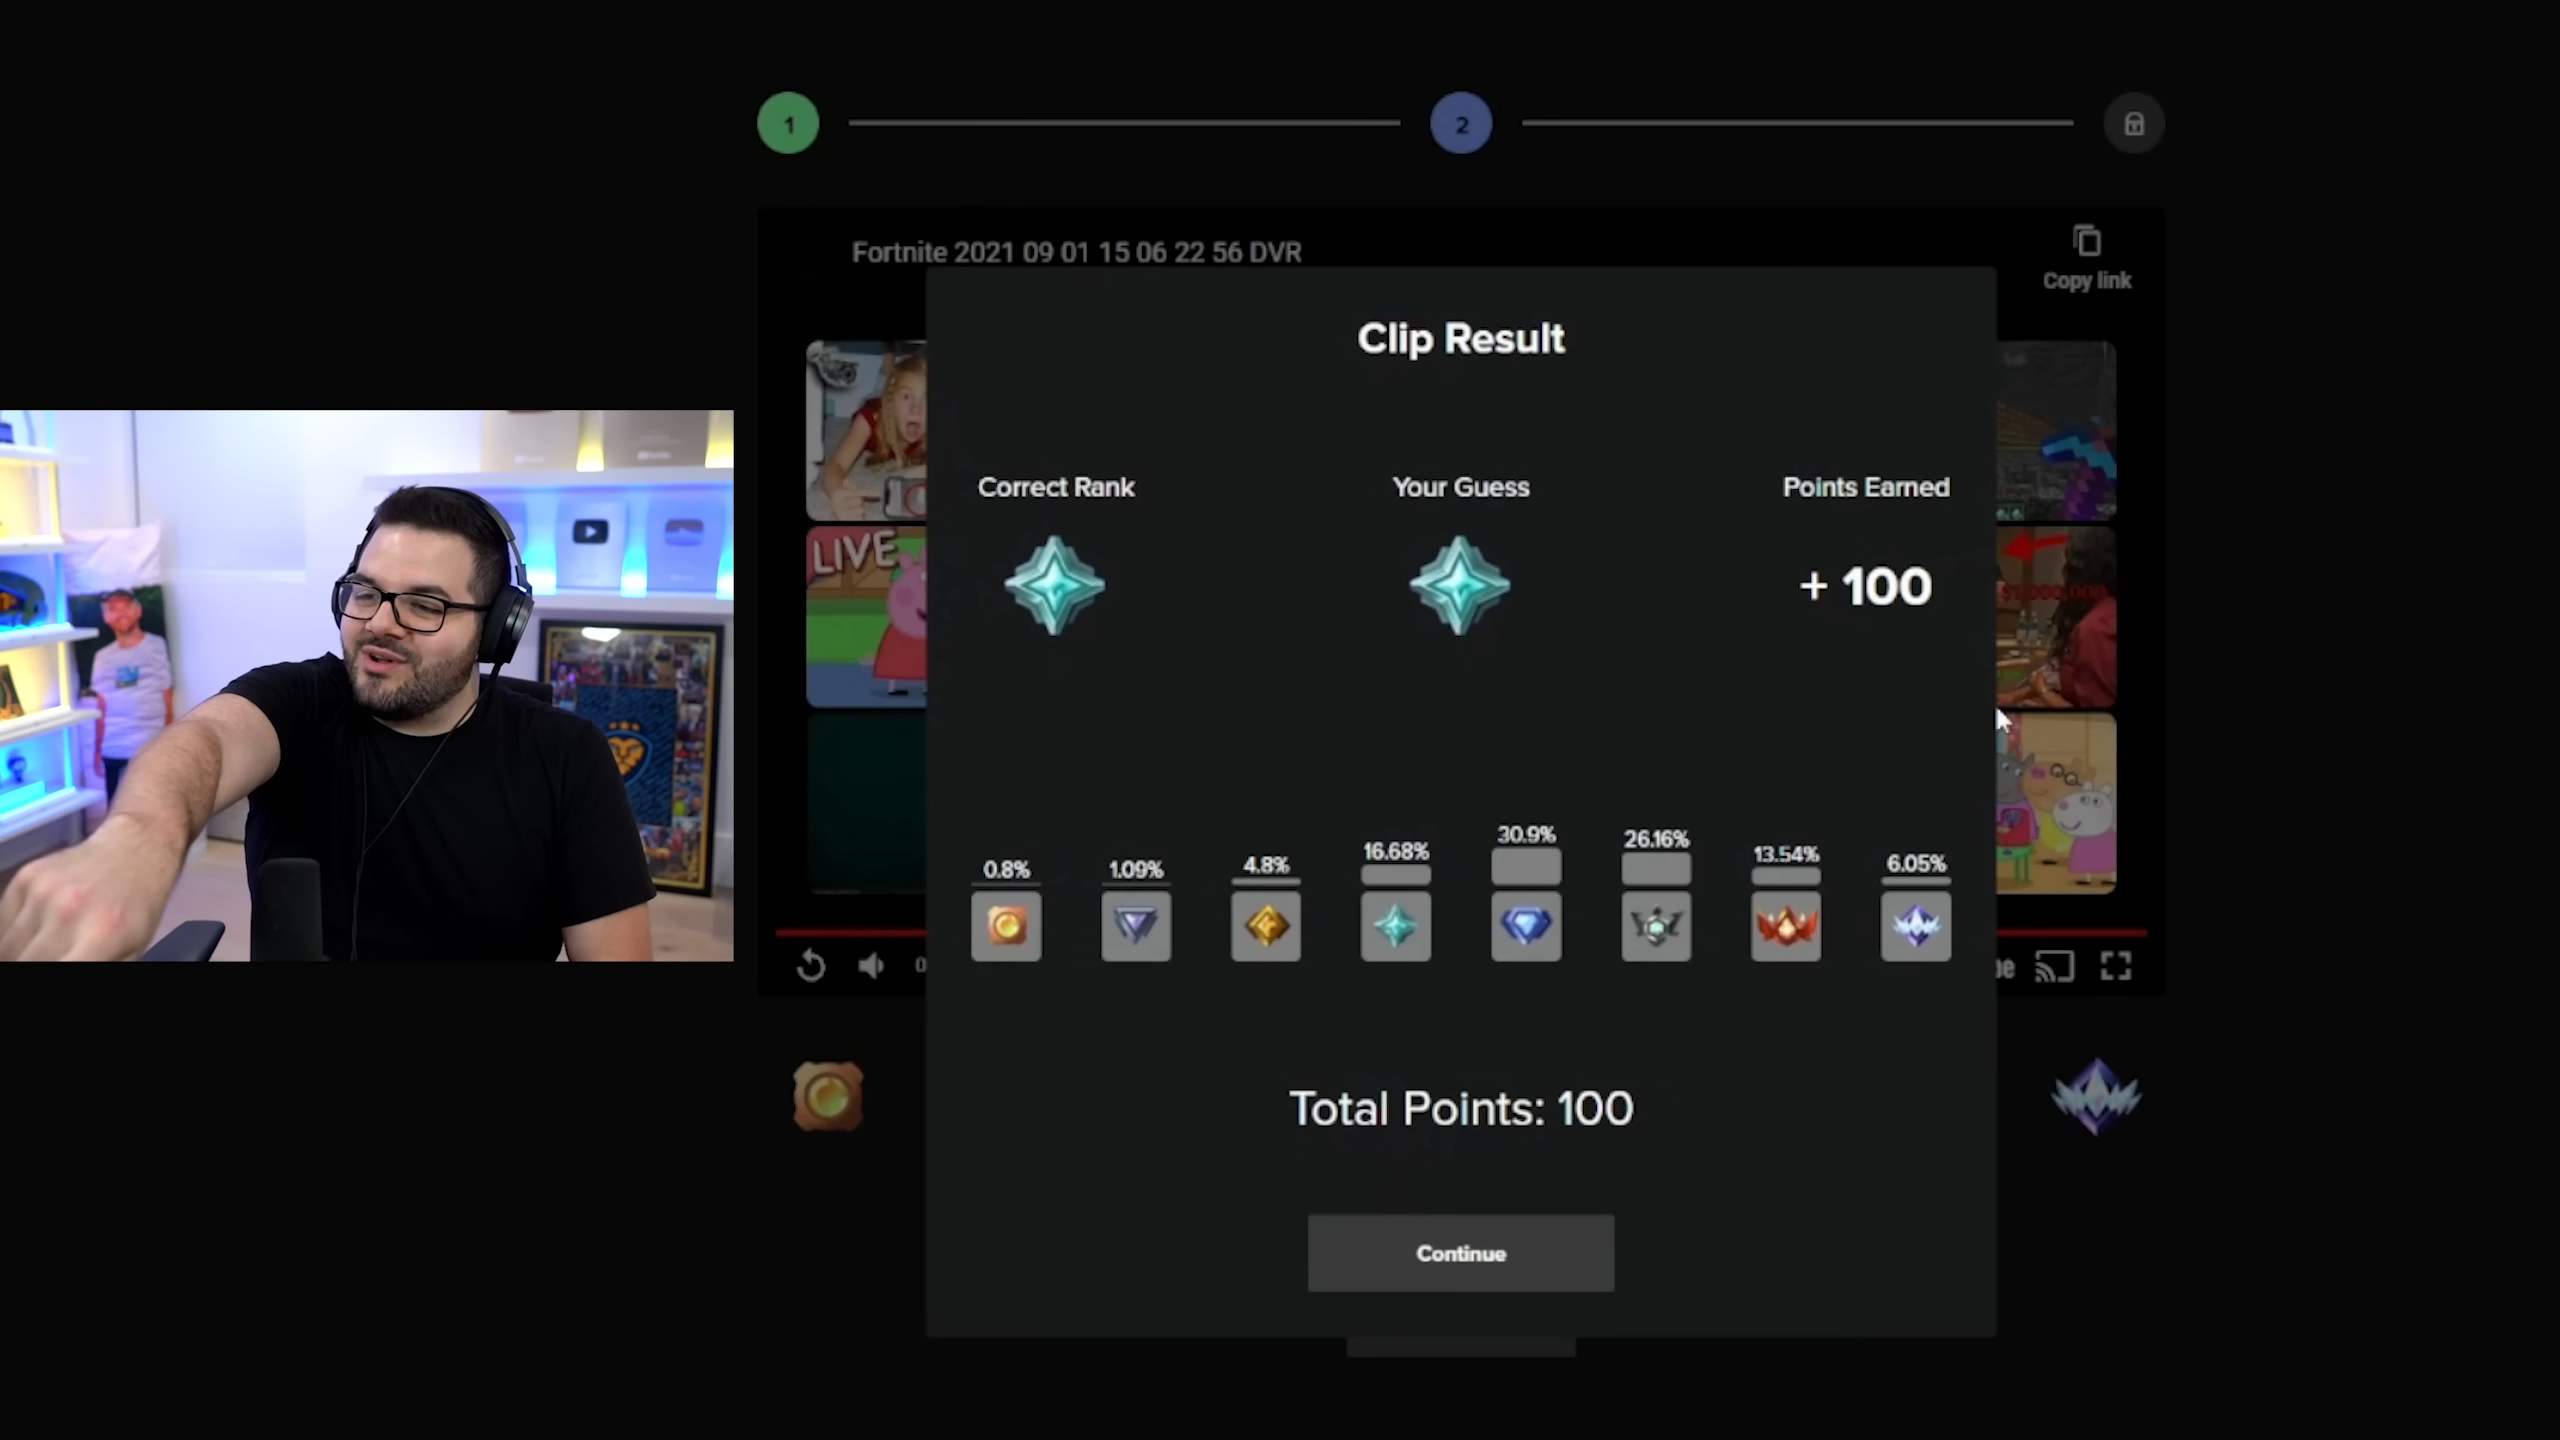 1
2
Fortnite 2021 09 01 15 06 22 56 DVR
Copy link
Clip Result
Correct Rank
Your Guess
Points Earned
+ 100
LIVE
0.8%
1.09%
4.8%
16.68%
30.9%
26.16%
13.54%
6.05%
Total Points: 100
Continue